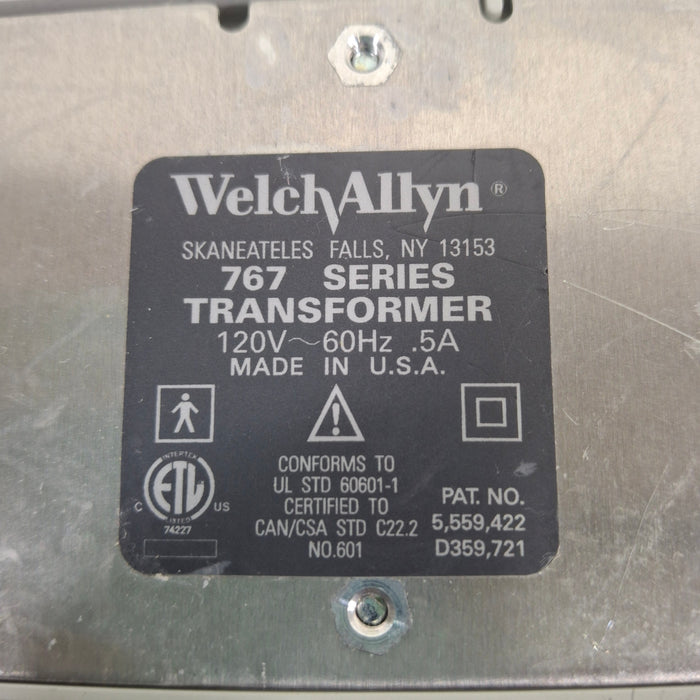 WelchAllyn®
SKANEATELES FALLS, NY 13153
767 SERIES
TRANSFORMER
120V~60Hz .5A
MADE IN U.S.A.
INTERTEK
ETL
C US
LISTED
74227
CONFORMS TO
UL STD 60601-1
CERTIFIED TO
CAN/CSA STD C22.2
NO.601
PAT. NO.
5,559,422
D359,721